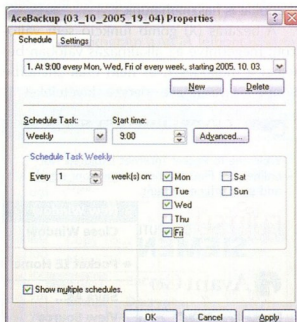 AceBackup (03_10_2005_19_04) Properties
Schedule Settings
1. At 9:00 every Mon, Wed, Fri of every week, starting 2005. 10. 03.
New Delete
Schedule Task: Start time:
Weekly 9:00 Advanced...
Schedule Task Weekly
Every 1 week(s) on: Mon Sat
Tue Sun
Wed
Thu
Fri
Show multiple schedules.
OK Cancel Apply